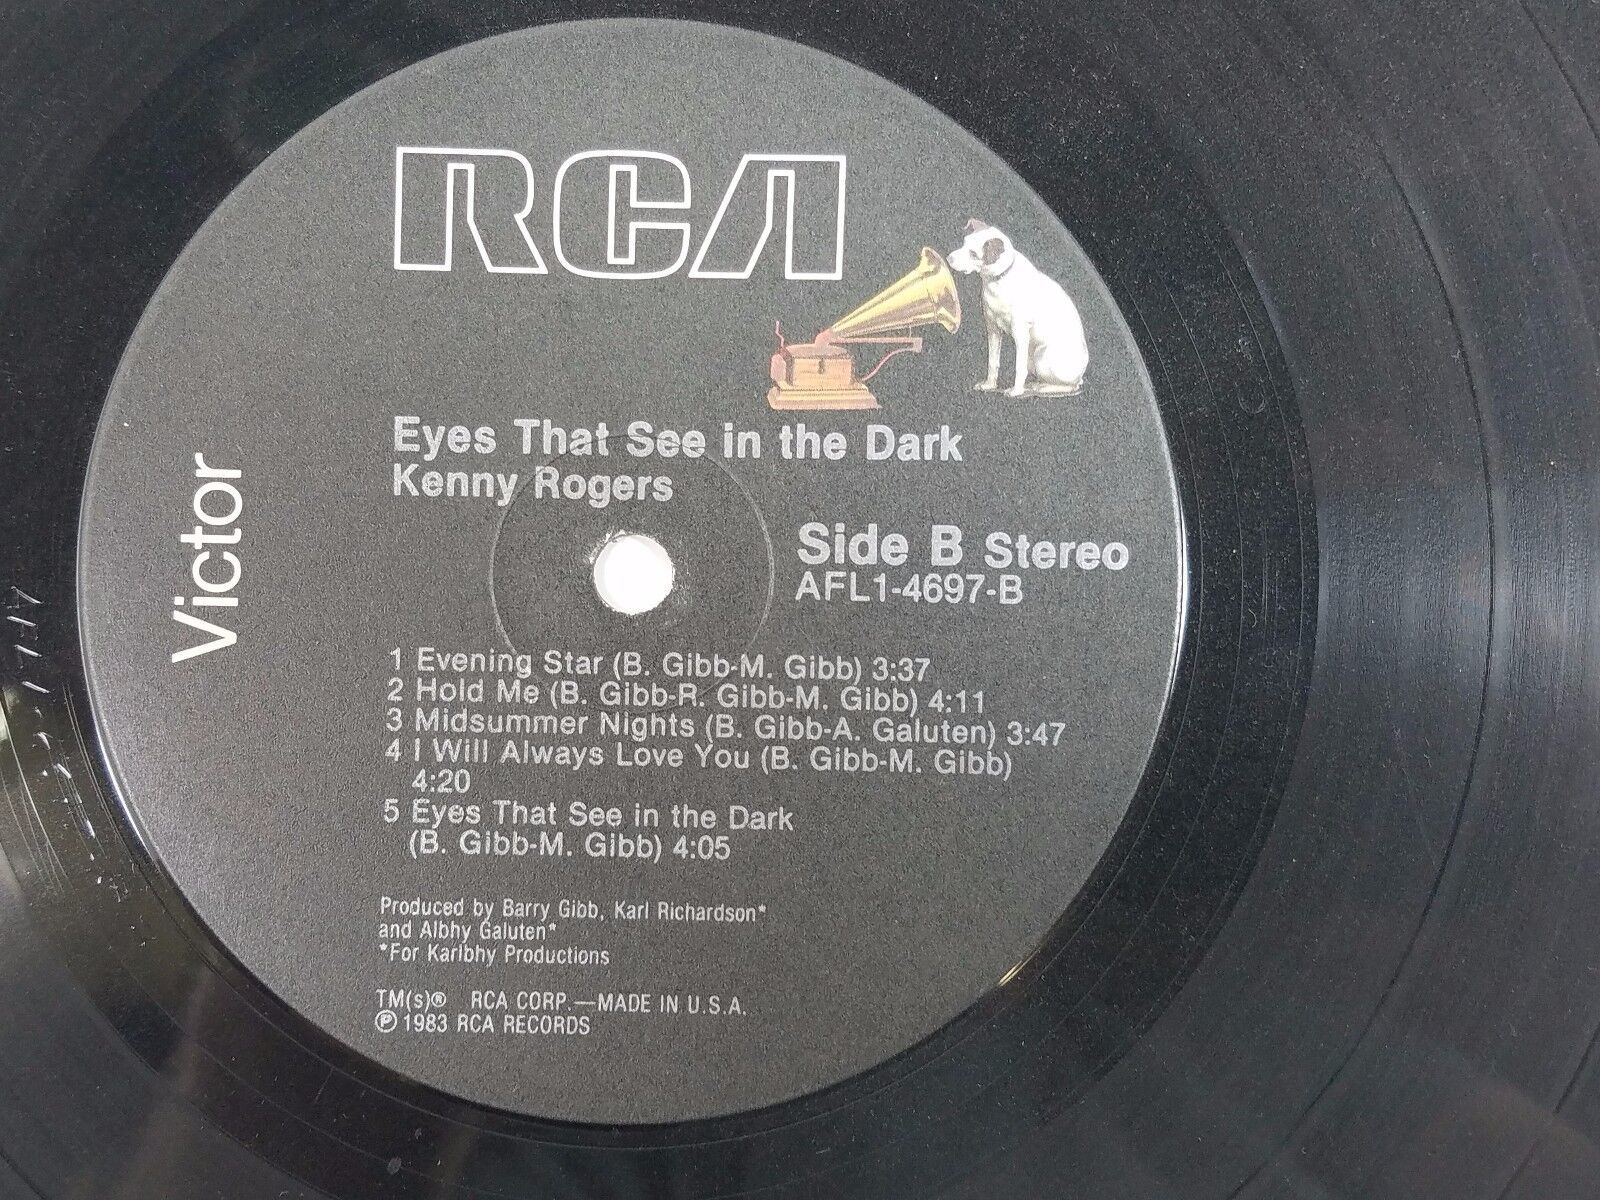 RCA
Victor
Eyes That See in the Dark
Kenny Rogers
Side B Stereo
AFL1-4697-B
1 Evening Star (B. Gibb-M. Gibb) 3:37
2 Hold Me (B. Gibb-R. Gibb-M. Gibb) 4:11
3 Midsummer Nights (B. Gibb-A. Galuten) 3:47
4 I Will Always Love You (B. Gibb-M. Gibb)
4:20
5 Eyes That See in the Dark
(B. Gibb-M. Gibb) 4:05
Produced by Barry Gibb, Karl Richardson*
and Albhy Galuten*
*For Karlbhy Productions
TM(s)® RCA CORP.—MADE IN U.S.A.
℗ 1983 RCA RECORDS